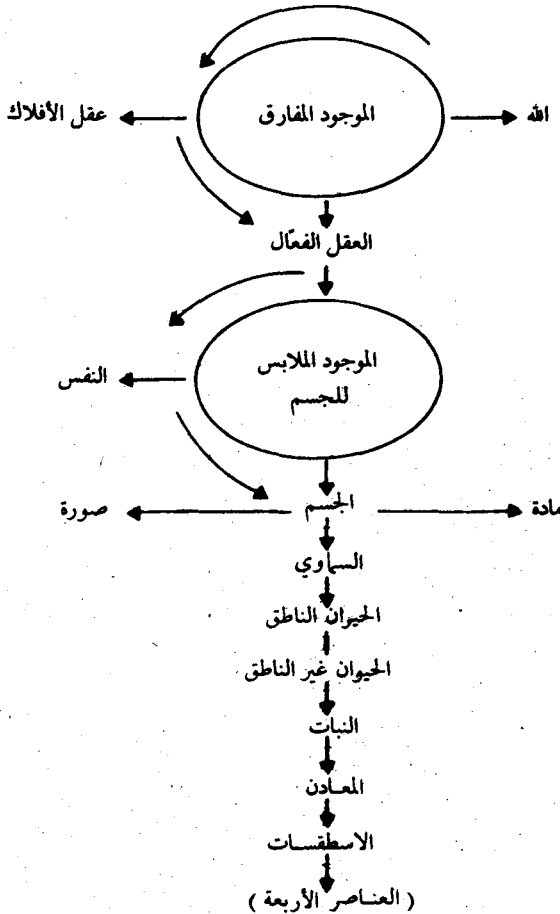 الله
الموجود المفارق
عقل الأفلاك
العقل الفعّال
الموجود الملابس
للجسم
النفس
مادة
الجسم
صورة
السماوي
الحيوان الناطق
الحيوان غير الناطق
النبات
المعادن
الاسطقسات
( العناصر الأربعة )